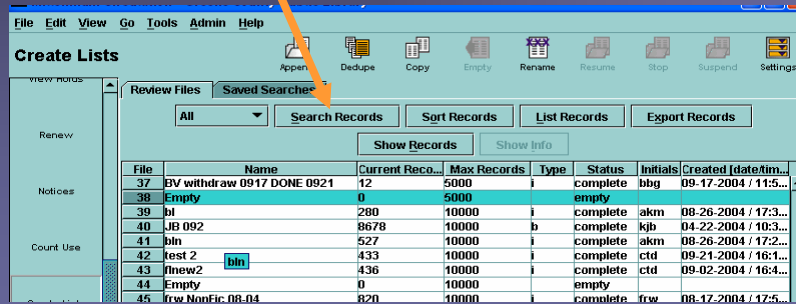 File Edit View Go Tools Admin Help
Create Lists
Append Dedupe Copy Empty Rename Resume Stop Suspend Settings
View Holds
Review Files Saved Searches
All Search Records Sort Records List Records Export Records
Renew
Show Records Show Info
File Name Current Reco... Max Records Type Status Initials Created [date/tim...
37 BV withdraw 0917 DONE 0921 12 5000 i complete bbg 09-17-2004 / 11:5...
Notices
38 Empty 0 5000 empty
39 bl 280 10000 i complete akm 08-26-2004 / 17:3...
40 JB 092 8678 10000 b complete kjb 04-22-2004 / 10:3...
41 bln 527 10000 i complete akm 08-26-2004 / 17:2...
Count Use
42 test 2 433 10000 i complete ctd 09-21-2004 / 16:1...
bln
43 flnew2 436 10000 i complete ctd 09-02-2004 / 16:4...
44 Empty 0 10000 empty
45 frw NonFic 08-04 820 10000 i complete frw 08-17-2004 / 17:5...